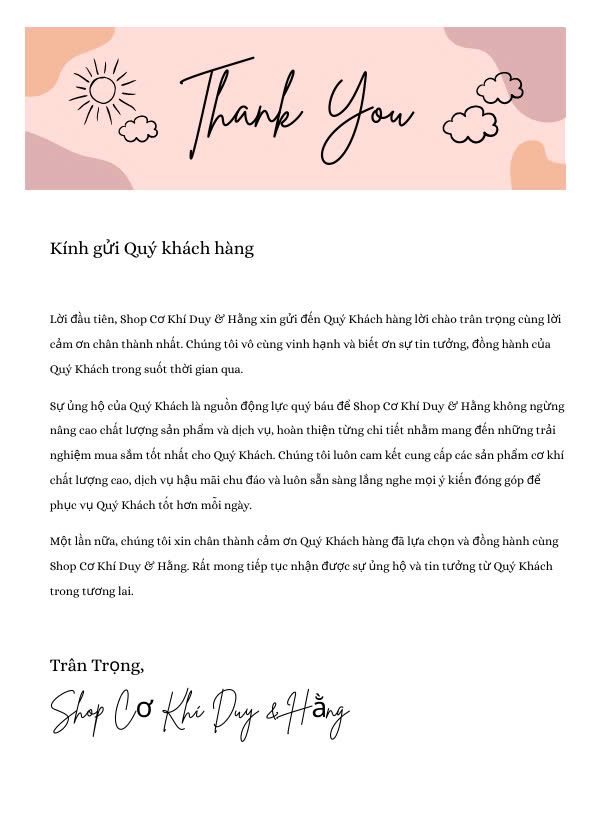 Thank You
Kính gửi Quý khách hàng
Lời đầu tiên, Shop Cơ Khí Duy & Hằng xin gửi đến Quý Khách hàng lời chào trân trọng cùng lời
cảm ơn chân thành nhất. Chúng tôi vô cùng vinh hạnh và biết ơn sự tin tưởng, đồng hành của
Quý Khách trong suốt thời gian qua.
Sự ủng hộ của Quý Khách là nguồn động lực quý báu để Shop Cơ Khí Duy & Hằng không ngừng
nâng cao chất lượng sản phẩm và dịch vụ, hoàn thiện từng chi tiết nhằm mang đến những trải
nghiệm mua sắm tốt nhất cho Quý Khách. Chúng tôi luôn cam kết cung cấp các sản phẩm cơ khí
chất lượng cao, dịch vụ hậu mãi chu đáo và luôn sẵn sàng lắng nghe mọi ý kiến đóng góp để
phục vụ Quý Khách tốt hơn mỗi ngày.
Một lần nữa, chúng tôi xin chân thành cảm ơn Quý Khách hàng đã lựa chọn và đồng hành cùng
Shop Cơ Khí Duy & Hằng. Rất mong tiếp tục nhận được sự ủng hộ và tin tưởng từ Quý Khách
trong tương lai.
Trân Trọng,
Shop Cơ Khí Duy & Hằng